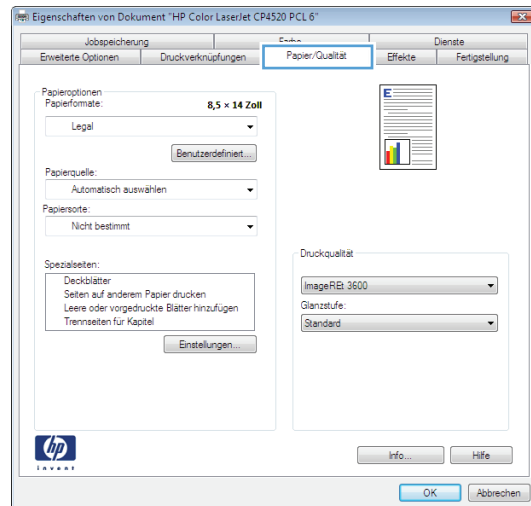 Eigenschaften von Dokument "HP Color LaserJet CP4520 PCL 6"
Jobspeicherung
Farbe
Dienste
Erweiterte Optionen
Druckverknüpfungen
Papier/Qualität
Effekte
Fertigstellung
Papieroptionen
Papierformate:
8,5 × 14 Zoll
Legal
Benutzerdefiniert...
Papierquelle:
Automatisch auswählen
Papiersorte:
Nicht bestimmt
Spezialseiten:
Deckblätter
Seiten auf anderem Papier drucken
Leere oder vorgedruckte Blätter hinzufügen
Trennseiten für Kapitel
Einstellungen...
E
Druckqualität
ImageREt 3600
Glanzstufe:
Standard
hp
invent
Info...
Hilfe
OK
Abbrechen